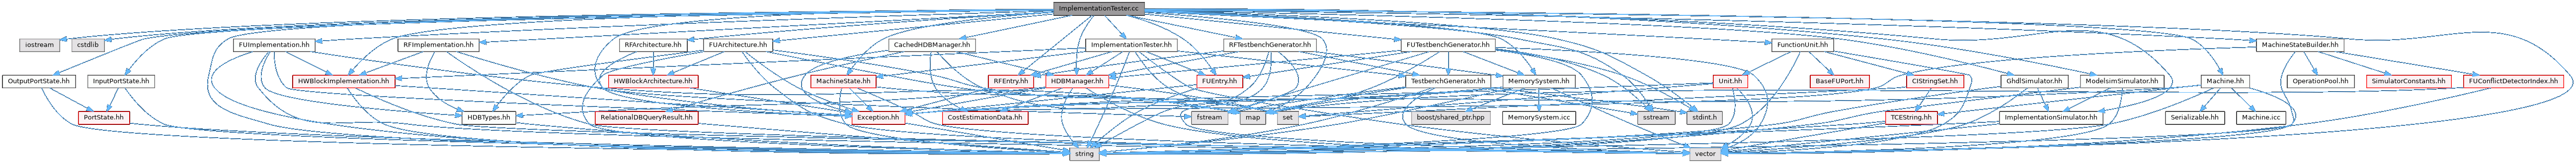 ImplementationTester.cc
iostream
cstdlib
FUImplementation.hh
RFImplementation.hh
RFArchitecture.hh
FUArchitecture.hh
CachedHDBManager.hh
ImplementationTester.hh
RFTestbenchGenerator.hh
FUTestbenchGenerator.hh
FunctionUnit.hh
MachineStateBuilder.hh
OutputPortState.hh
InputPortState.hh
HWBlockImplementation.hh
HWBlockArchitecture.hh
MachineState.hh
RFEntry.hh
HDBManager.hh
FUEntry.hh
TestbenchGenerator.hh
MemorySystem.hh
Unit.hh
BaseFUPort.hh
CIStringSet.hh
GhdlSimulator.hh
ModelsimSimulator.hh
Machine.hh
OperationPool.hh
SimulatorConstants.hh
FUConflictDetectorIndex.hh
PortState.hh
HDBTypes.hh
RelationalDBQueryResult.hh
Exception.hh
CostEstimationData.hh
fstream
map
set
boost/shared_ptr.hpp
MemorySystem.icc
sstream
stdint.h
TCEString.hh
ImplementationSimulator.hh
Serializable.hh
Machine.icc
string
vector